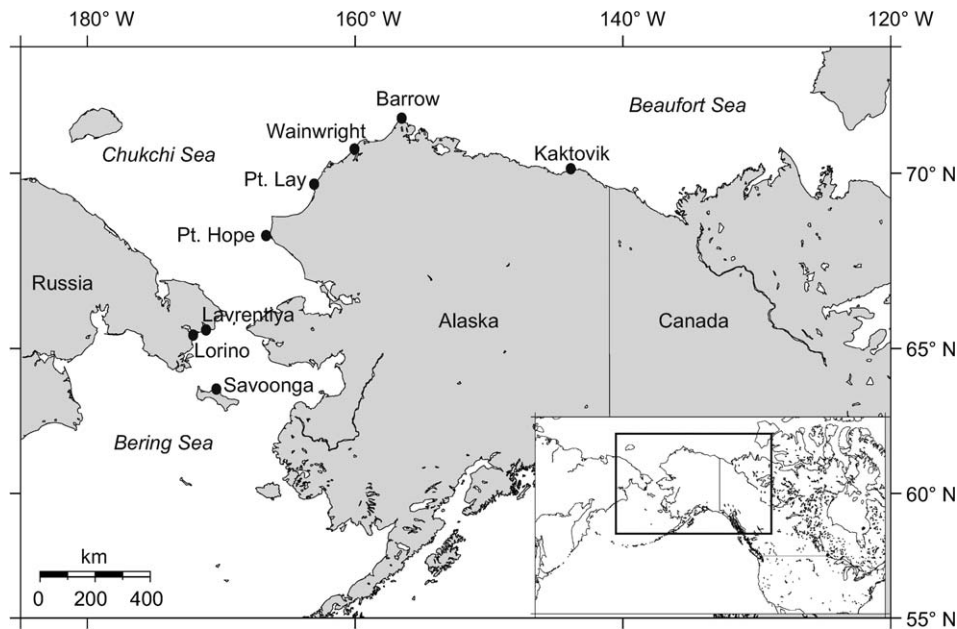 180° W
160° W
140° W
120° W
Barrow
Beaufort Sea
Wainwright
Chukchi Sea
Kaktovik
70° N
Pt. Lay
Pt. Hope
Russia
Lavrentiya
Alaska
Canada
Lorino
65° N
Savoonga
Bering Sea
60° N
km
0 200 400
55° N